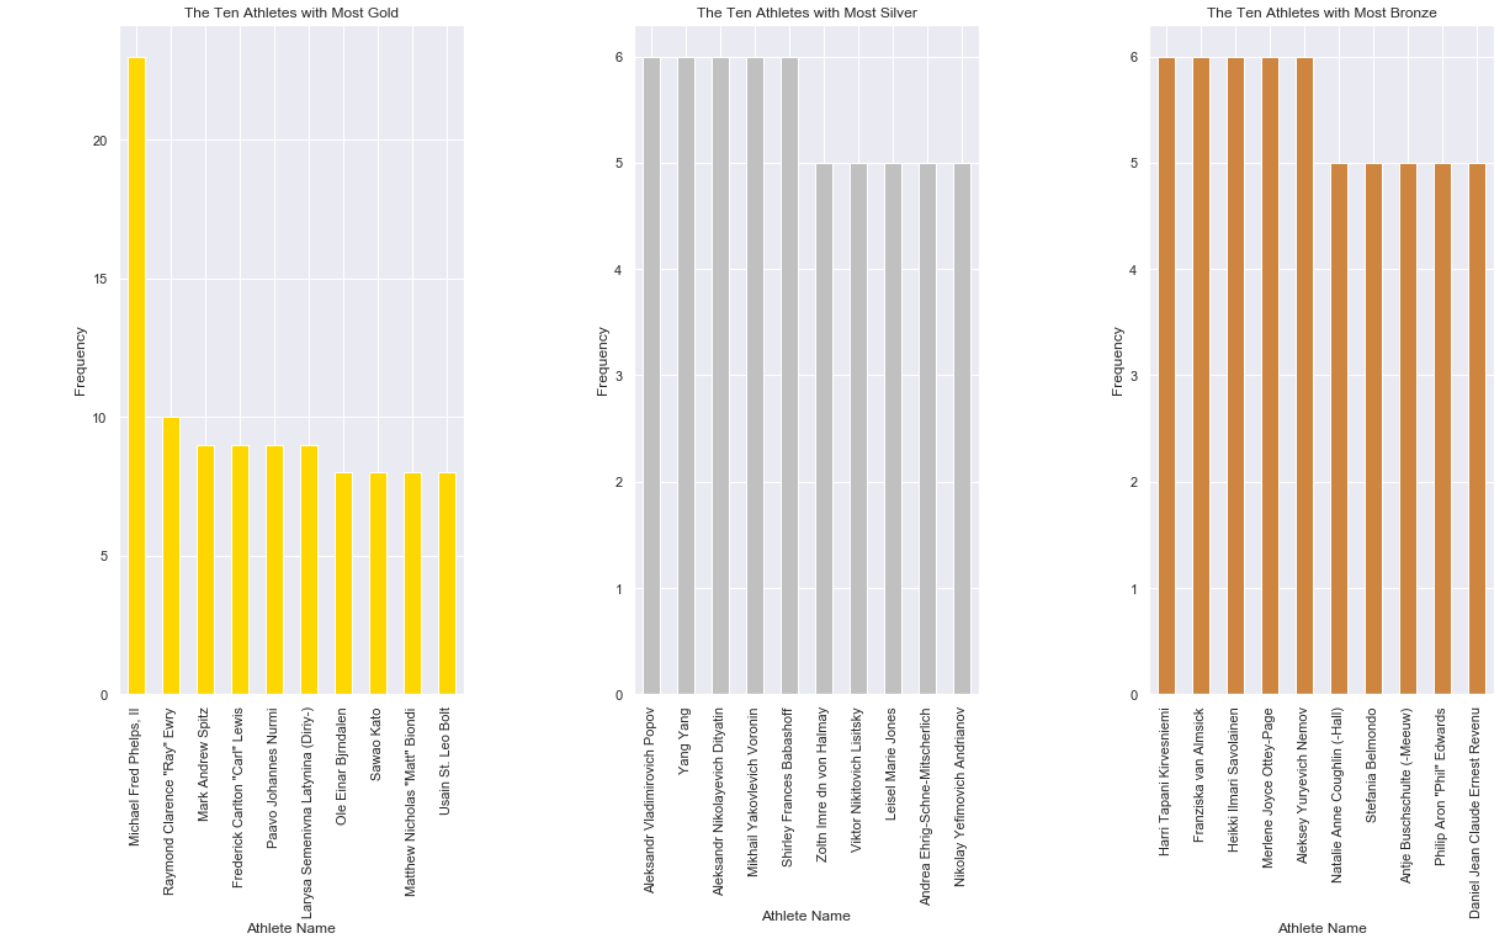 The Ten Athletes with Most Gold
Frequency
20
15
10
5
0
Michael Fred Phelps, II
Raymond Clarence "Ray" Ewry
Mark Andrew Spitz
Frederick Carlton "Carl" Lewis
Paavo Johannes Nurmi
Larysa Semenivna Latynina (Diriy-)
Ole Einar Bjrndalen
Sawao Kato
Matthew Nicholas "Matt" Biondi
Usain St. Leo Bolt
Athlete Name
The Ten Athletes with Most Silver
Frequency
6
5
4
3
2
1
0
Aleksandr Vladimirovich Popov
Yang Yang
Aleksandr Nikolayevich Dityatin
Mikhail Yakovlevich Voronin
Shirley Frances Babashoff
Zoltn Imre dn von Halmay
Viktor Nikitovich Lisitsky
Leisel Marie Jones
Andrea Ehrig-Schne-Mitscherlich
Nikolay Yefimovich Andrianov
Athlete Name
The Ten Athletes with Most Bronze
Frequency
6
5
4
3
2
1
0
Harri Tapani Kirvesniemi
Franziska van Almsick
Heikki Ilmari Savolainen
Merlene Joyce Ottey-Page
Aleksey Yuryevich Nemov
Natalie Anne Coughlin (-Hall)
Stefania Belmondo
Antje Buschschulte (-Meeuw)
Philip Aron "Phil" Edwards
Daniel Jean Claude Ernest Revenu
Athlete Name